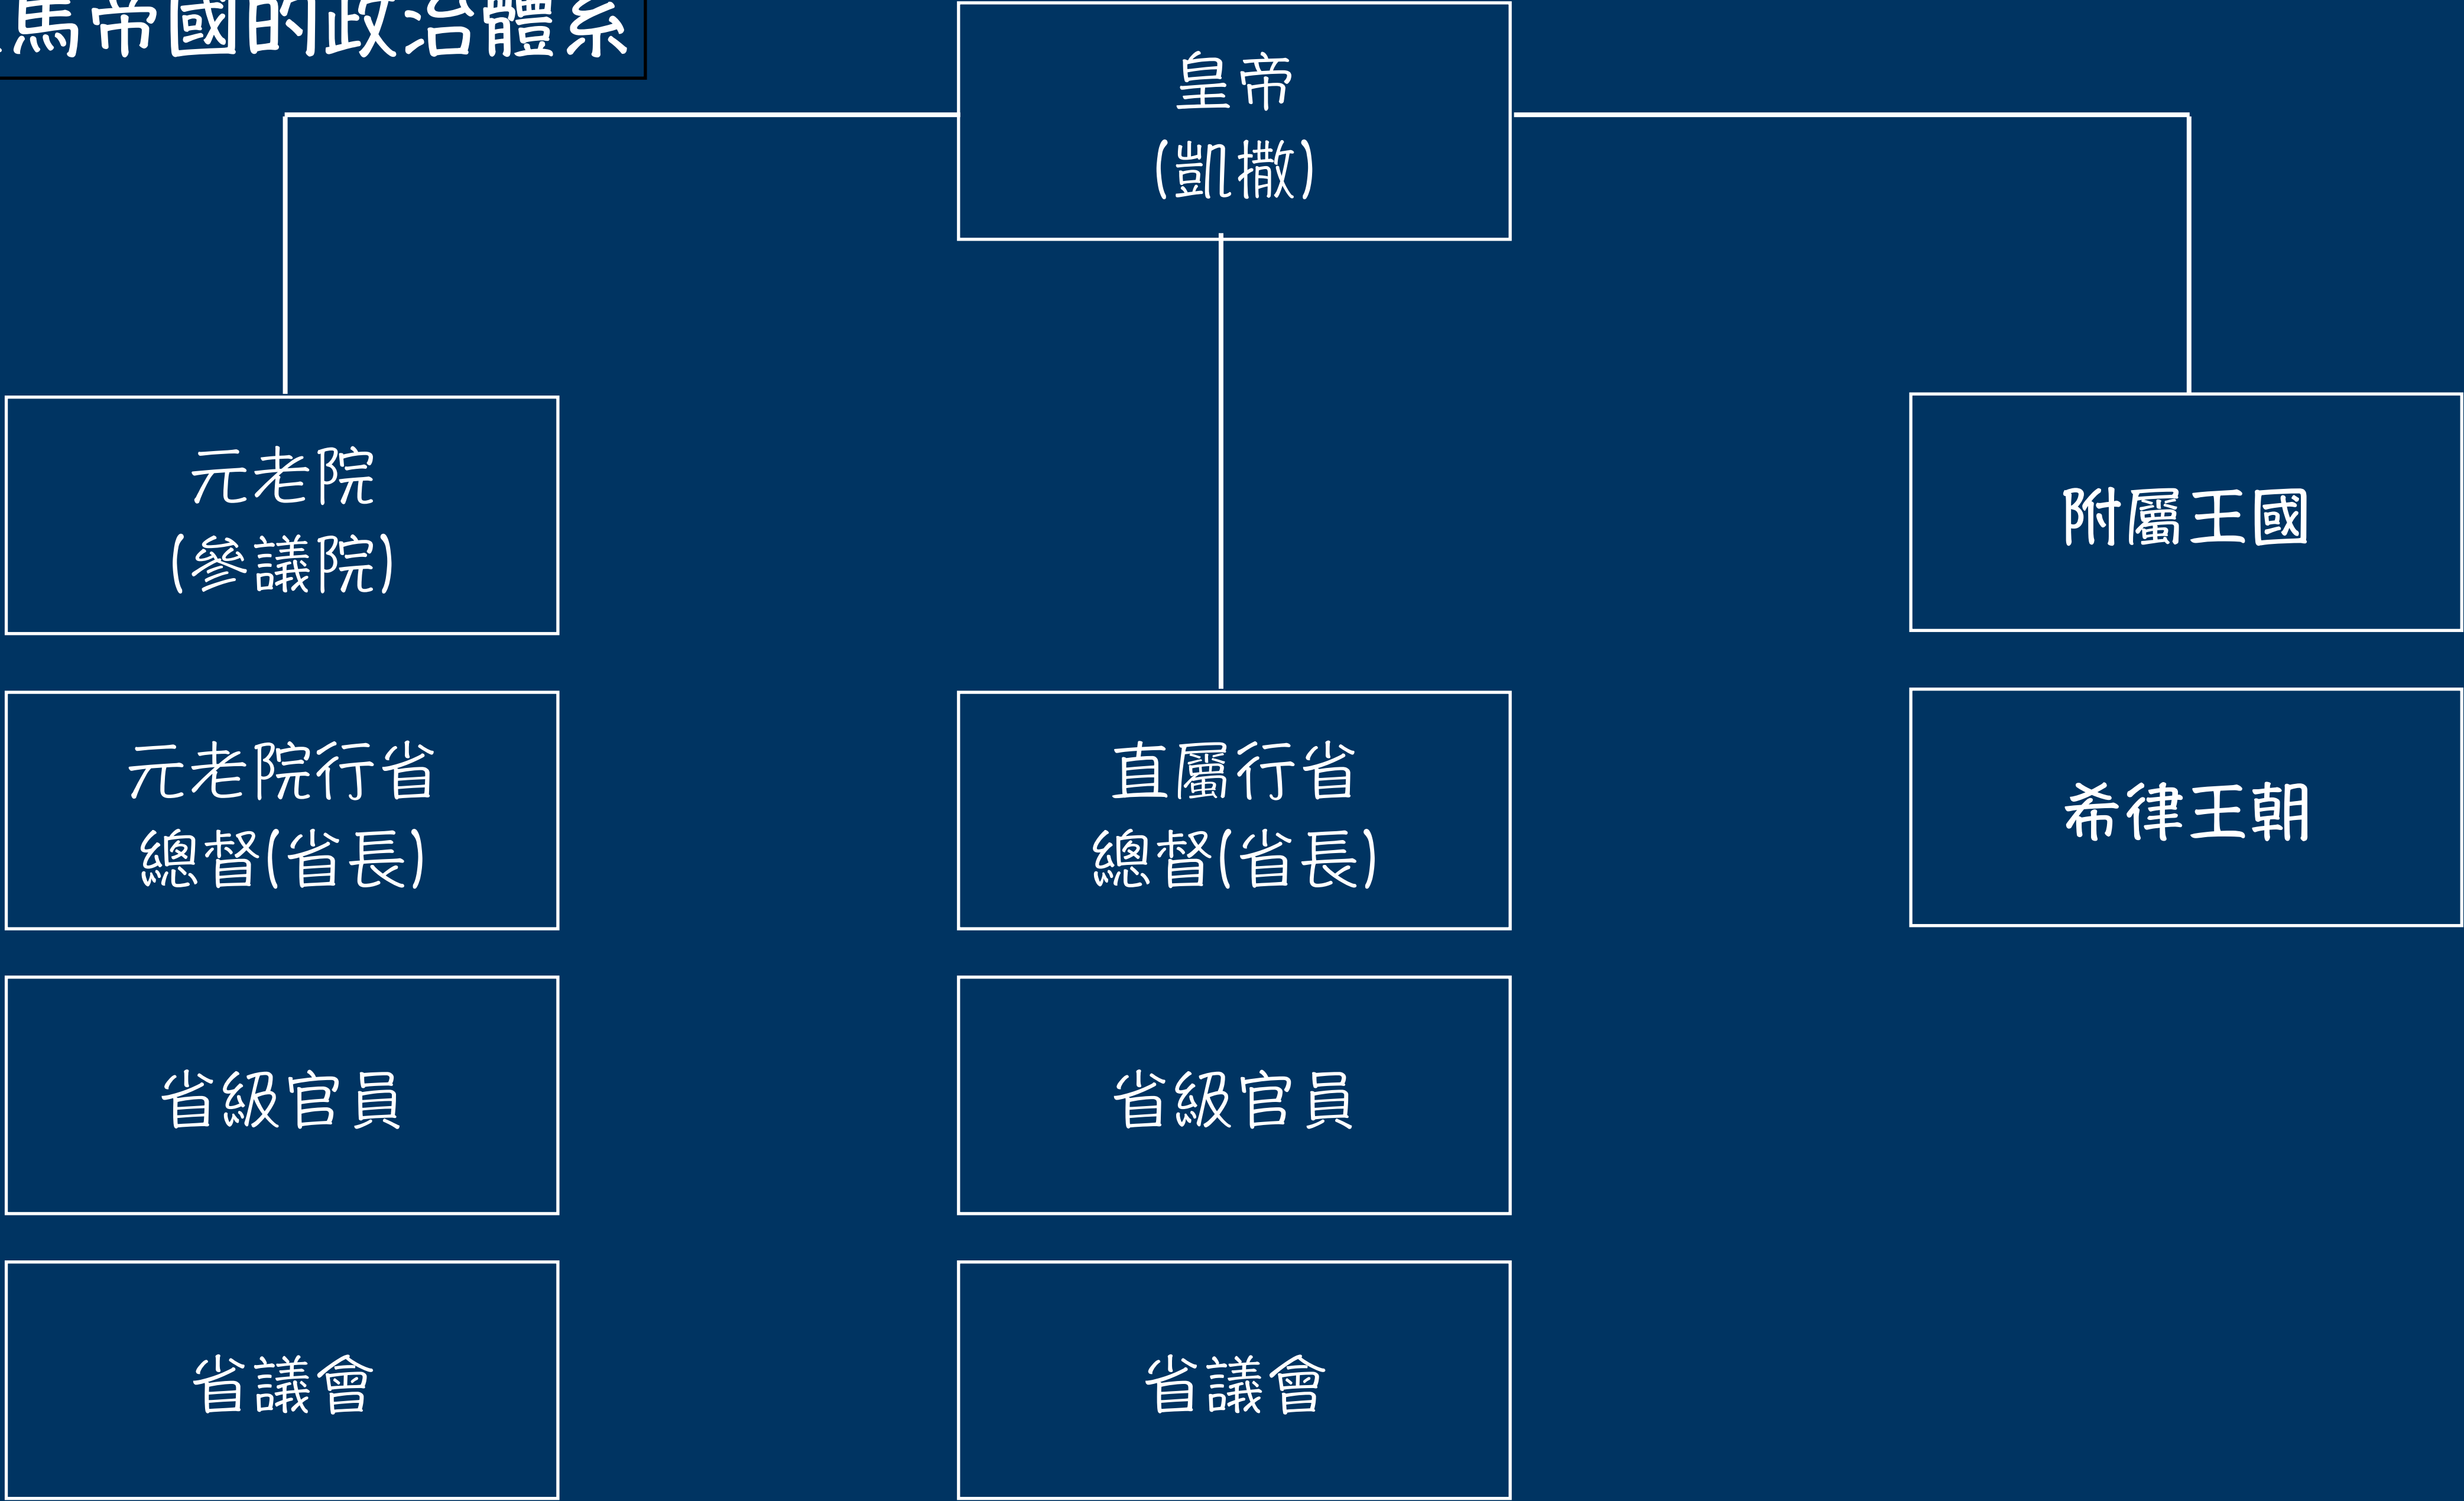 馬帝國的政治體系
皇帝
(凱撒)
元老院
(參議院)
附屬王國
元老院行省
總督(省長)
直屬行省
總督(省長)
希律王朝
省級官員
省級官員
省議會
省議會